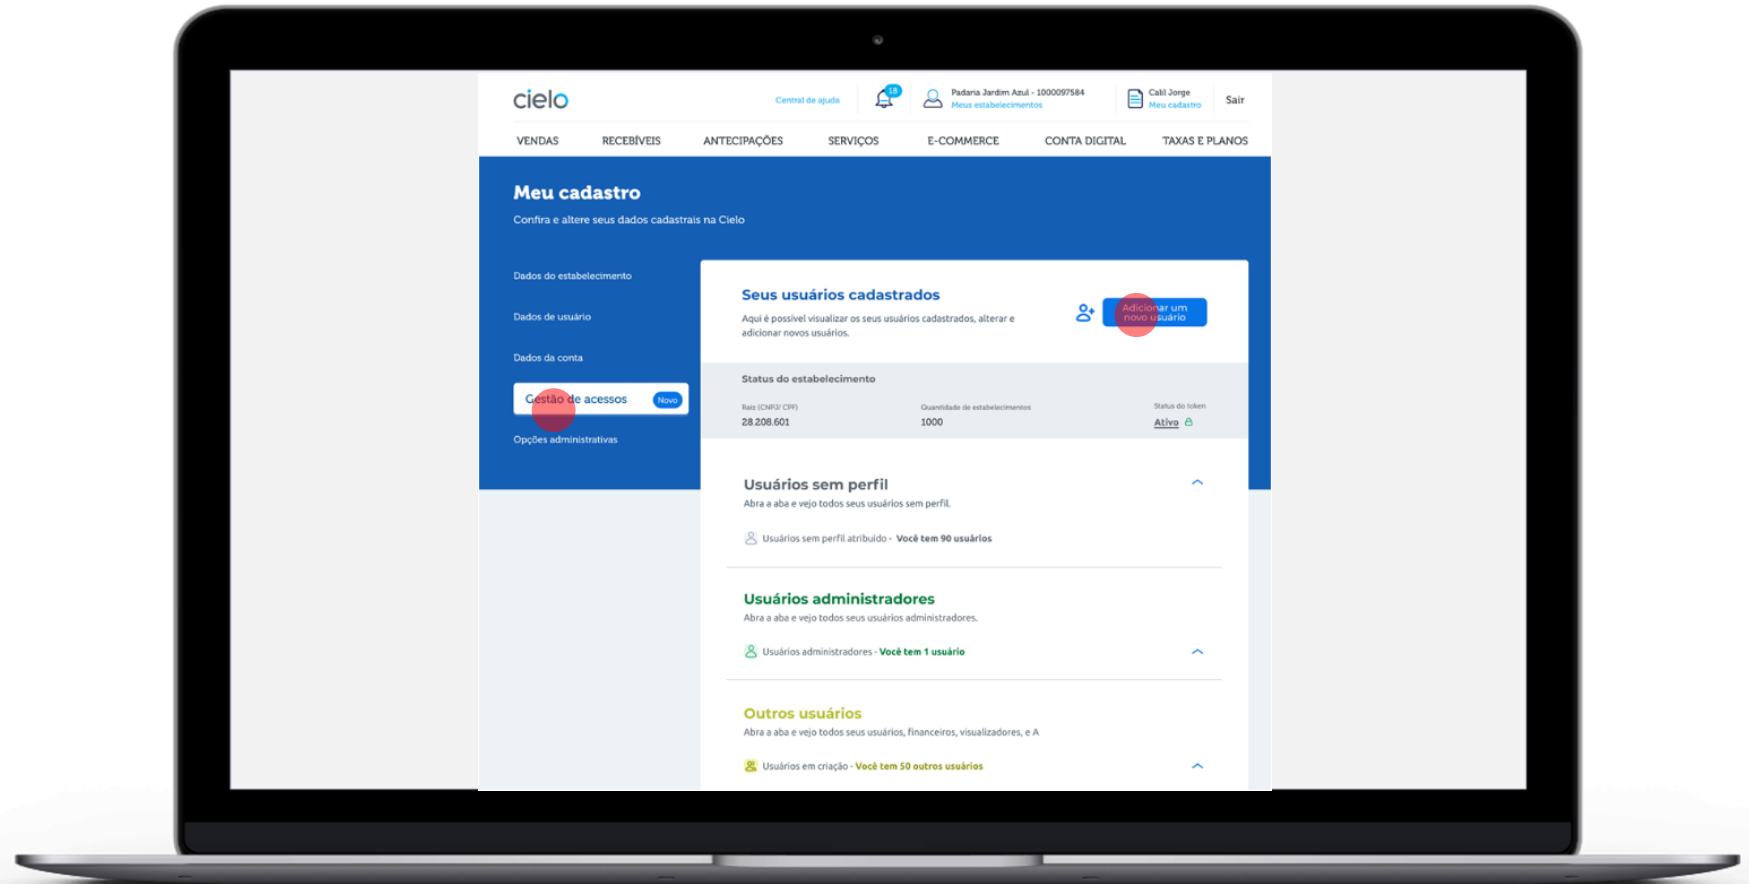 cielo
Central de ajuda
18
Padaria Jardim Azul - 1000097584
Meus estabelecimentos
Calil Jorge
Meu cadastro
Sair
VENDAS RECEBÍVEIS ANTECIPAÇÕES SERVIÇOS E-COMMERCE CONTA DIGITAL TAXAS E PLANOS
Meu cadastro
Confira e altere seus dados cadastrais na Cielo
Dados do estabelecimento
Dados de usuário
Dados da conta
Gestão de acessos Novo
Opções administrativas
Seus usuários cadastrados
Aqui é possível visualizar os seus usuários cadastrados, alterar e
adicionar novos usuários.
Adicionar um
novo usuário
Status do estabelecimento
Raiz (CNPJ/ CPF) Quantidade de estabelecimentos Status do token
28.208.601 1000 Ativo
Usuários sem perfil
Abra a aba e vejo todos seus usuários sem perfil.
Usuários sem perfil atribuido - Você tem 90 usuários
Usuários administradores
Abra a aba e vejo todos seus usuários administradores.
Usuários administradores - Você tem 1 usuário
Outros usuários
Abra a aba e vejo todos seus usuários, financeiros, visualizadores, e A
Usuários em criação - Você tem 50 outros usuários